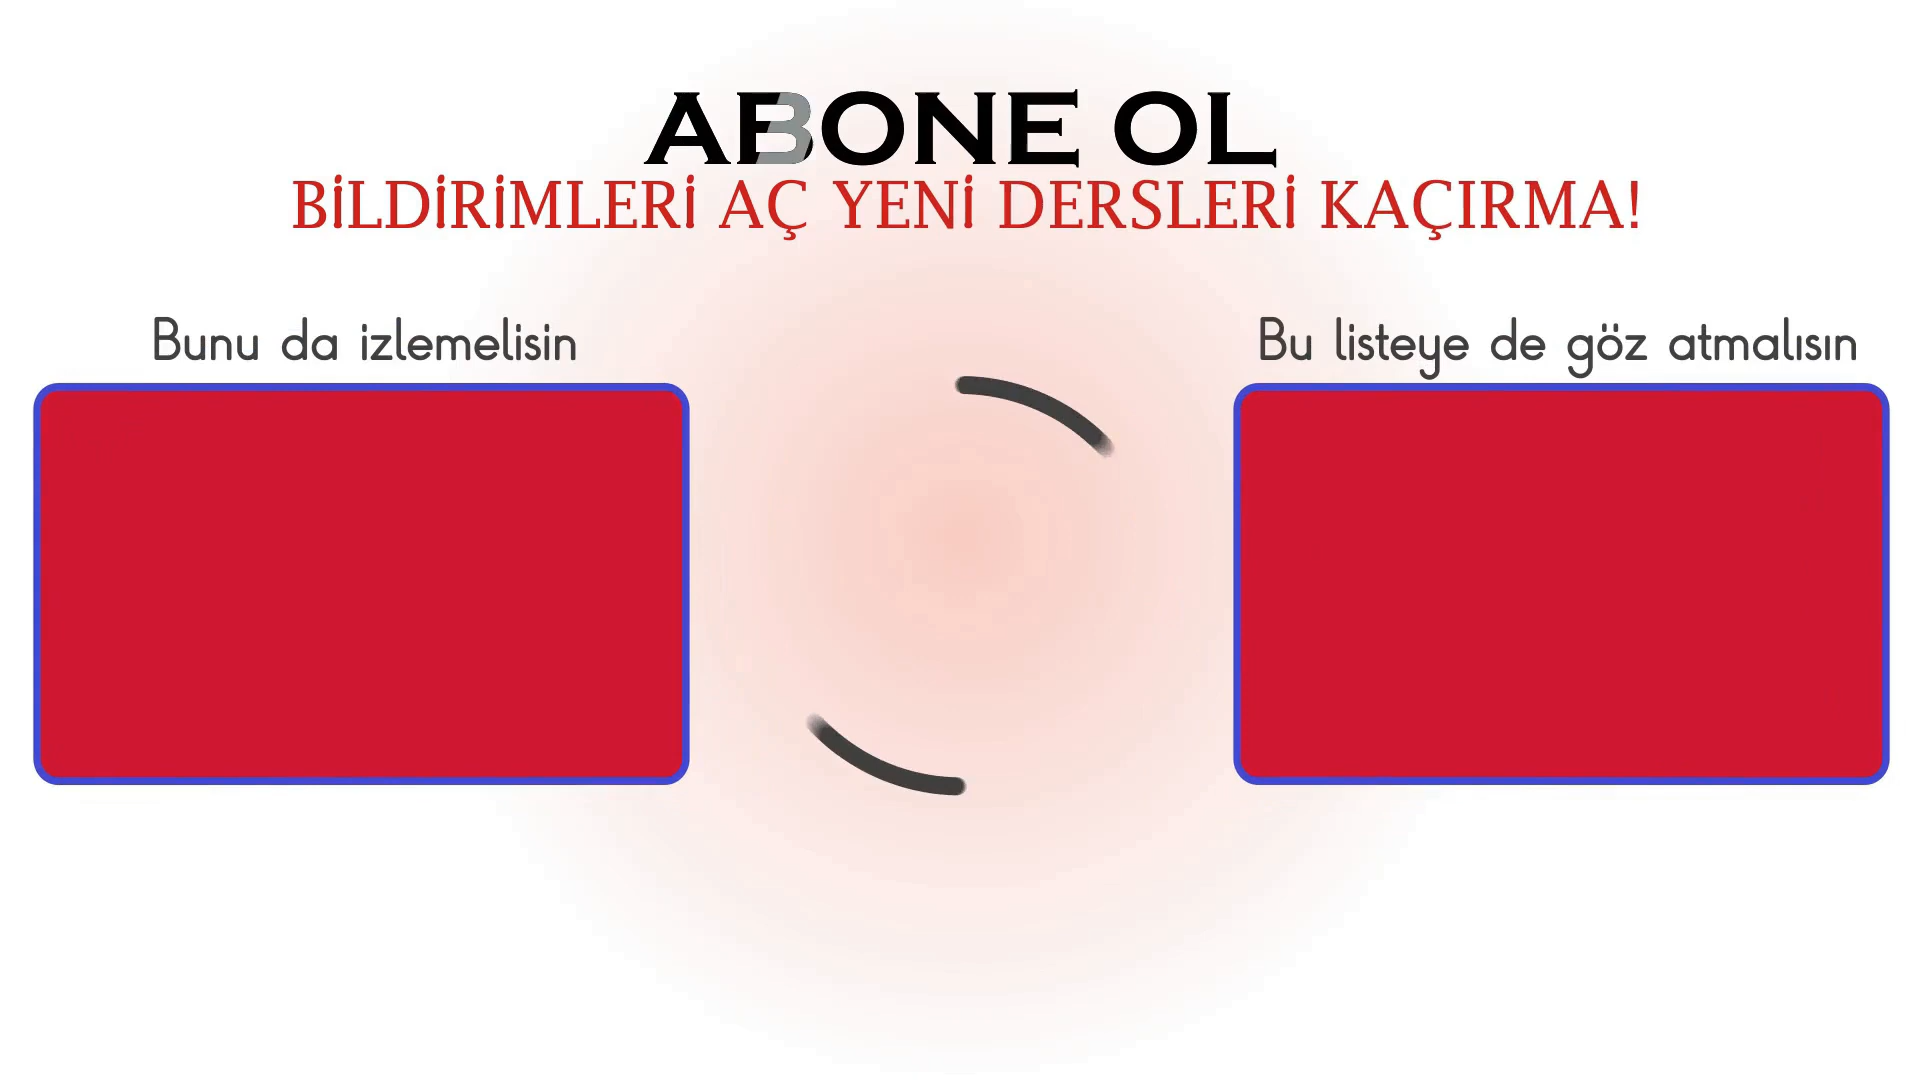 ABONE OL
BİLDİRİMLERİ AÇ YENİ DERSLERİ KAÇIRMA!
Bunu da izlemelisin
Bu listeye de göz atmalısın